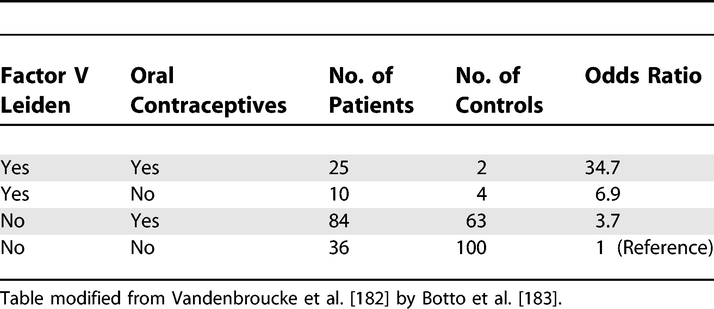 Factor V Leiden Oral Contraceptives No. of Patients No. of Controls Odds Ratio
Yes Yes 25 2 34.7
Yes No 10 4 6.9
No Yes 84 63 3.7
No No 36 100 1 (Reference)
Table modified from Vandenbroucke et al. [182] by Botto et al. [183].